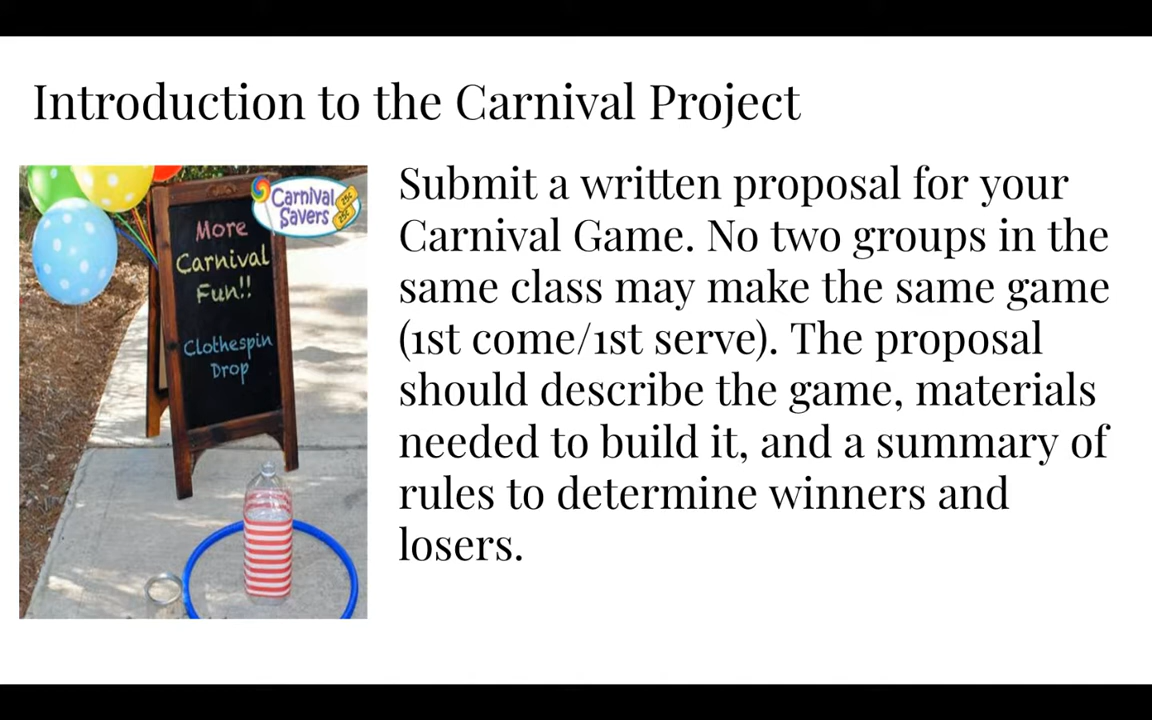 Introduction to the Carnival Project
Carnival
Savers
25¢
25¢
More
Carnival
Fun!!
Clothespin
Drop
Submit a written proposal for your
Carnival Game. No two groups in the
same class may make the same game
(1st come/1st serve). The proposal
should describe the game, materials
needed to build it, and a summary of
rules to determine winners and
losers.